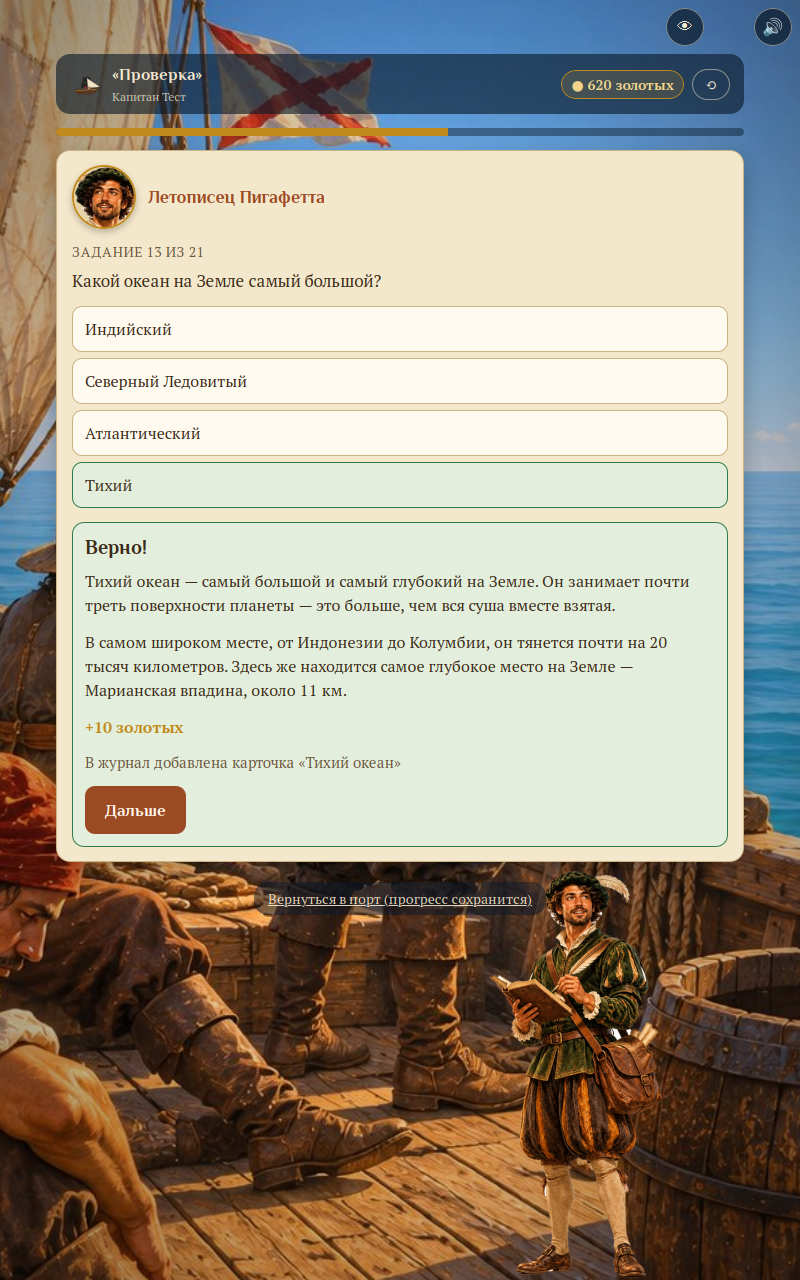 «Проверка»
Капитан Тест
620 золотых
Летописец Пигафетта
ЗАДАНИЕ 13 ИЗ 21
Какой океан на Земле самый большой?
Индийский
Северный Ледовитый
Атлантический
Тихий
Верно!
Тихий океан — самый большой и самый глубокий на Земле. Он занимает почти
треть поверхности планеты — это больше, чем вся суша вместе взятая.
В самом широком месте, от Индонезии до Колумбии, он тянется почти на 20
тысяч километров. Здесь же находится самое глубокое место на Земле —
Марианская впадина, около 11 км.
+10 золотых
В журнал добавлена карточка «Тихий океан»
Дальше
Вернуться в порт (прогресс сохранится)